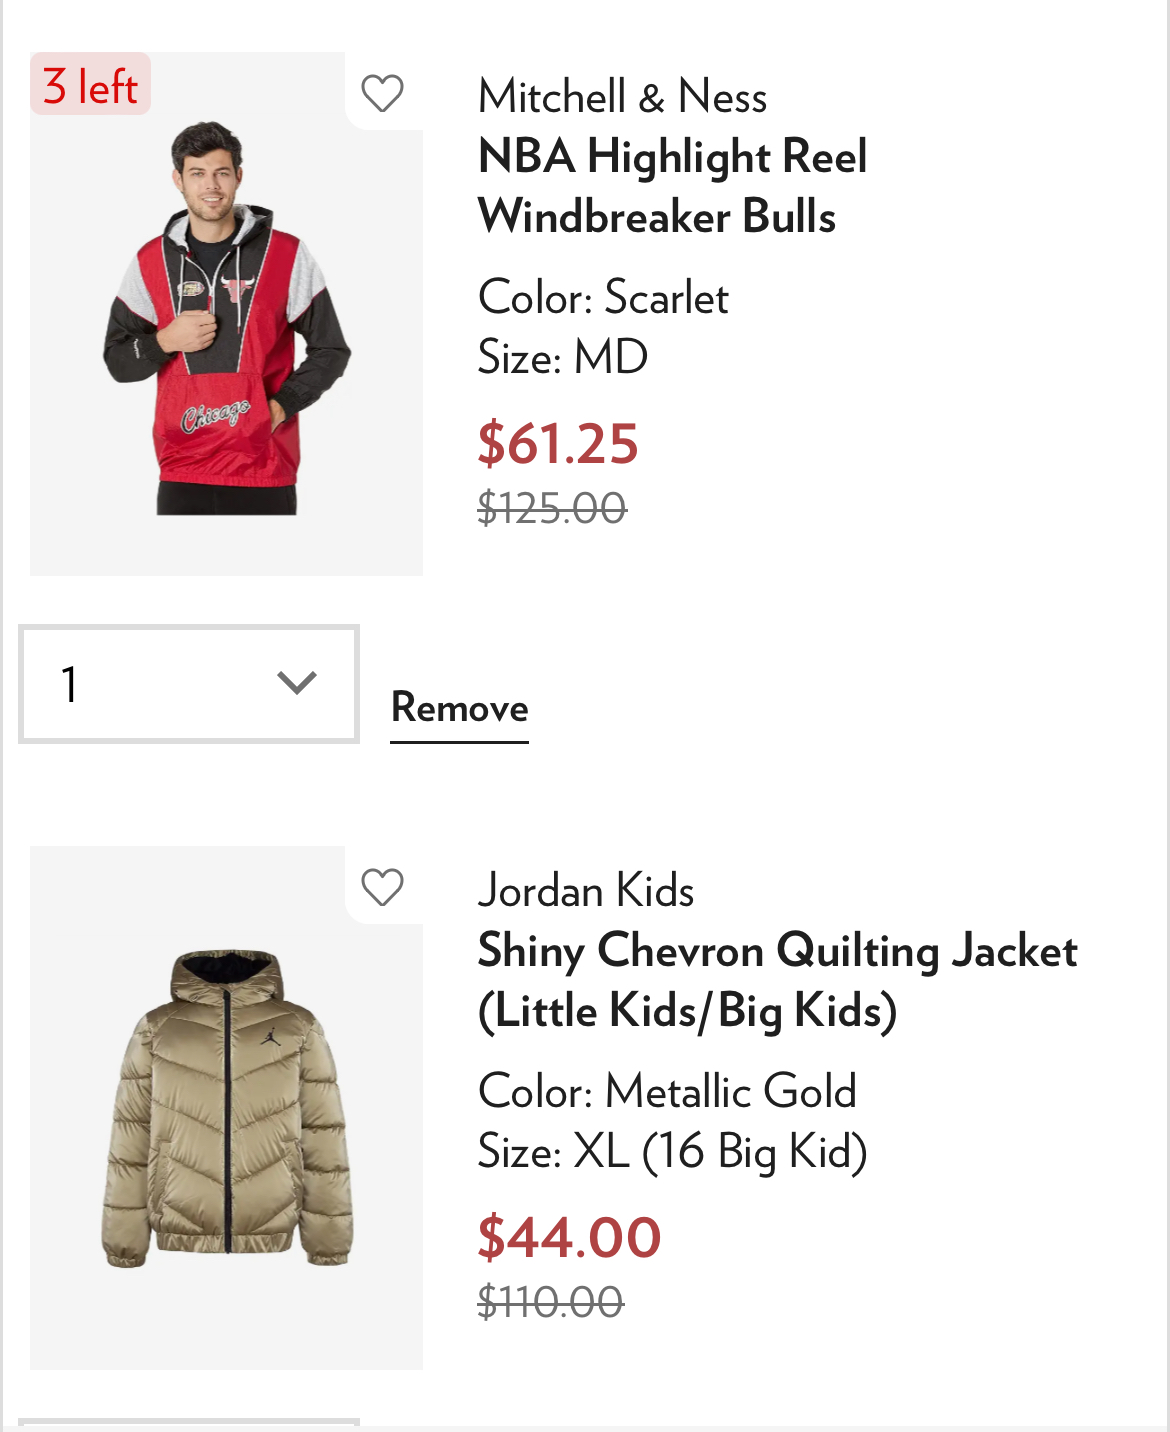 3 left
Mitchell & Ness
NBA Highlight Reel
Windbreaker Bulls
Color: Scarlet
Size: MD
$61.25
$125.00
Chicago
1
Remove
Jordan Kids
Shiny Chevron Quilting Jacket
(Little Kids/Big Kids)
Color: Metallic Gold
Size: XL (16 Big Kid)
$44.00
$110.00